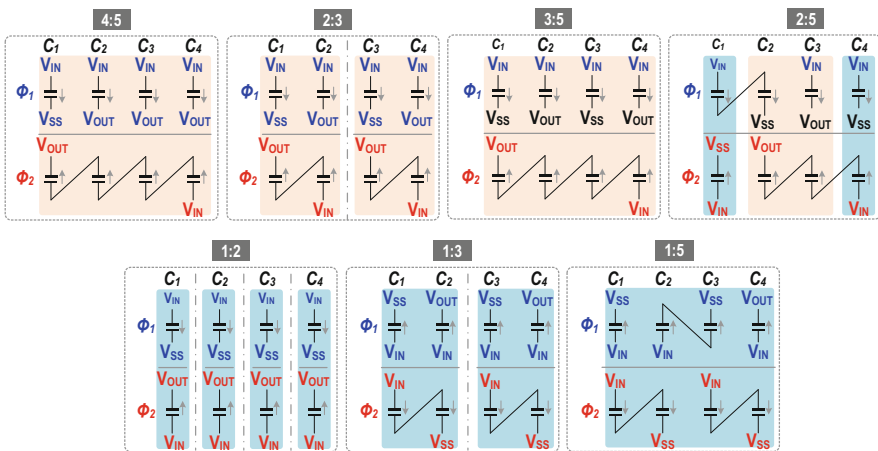 4:5 2:3 3:5 2:5
C1 C2 C3 C4 C1 C2 C3 C4 C1 C2 C3 C4 C1 C2 C3 C4
VIN VIN VIN VIN VIN VIN VIN VIN VIN VIN VIN VIN VIN VIN VIN
Φ1 Φ1 Φ1 Φ1
VSS VOUT VOUT VOUT VSS VOUT VSS VOUT VSS VOUT VSS VOUT VSS VOUT VSS
VOUT VOUT VOUT VOUT VSS VOUT
Φ2 Φ2 Φ2 Φ2
VIN VIN VIN VIN VIN VIN
1:2 1:3 1:5
C1 C2 C3 C4 C1 C2 C3 C4 C1 C2 C3 C4
VIN VIN VIN VIN VSS VOUT VSS VOUT VSS VSS VOUT
Φ1 Φ1 Φ1
VSS VSS VSS VSS VIN VIN VIN VIN VIN VIN VIN
VOUT VOUT VOUT VOUT VIN VIN VIN VIN
Φ2 Φ2 Φ2
VIN VIN VIN VIN VSS VSS VSS VSS